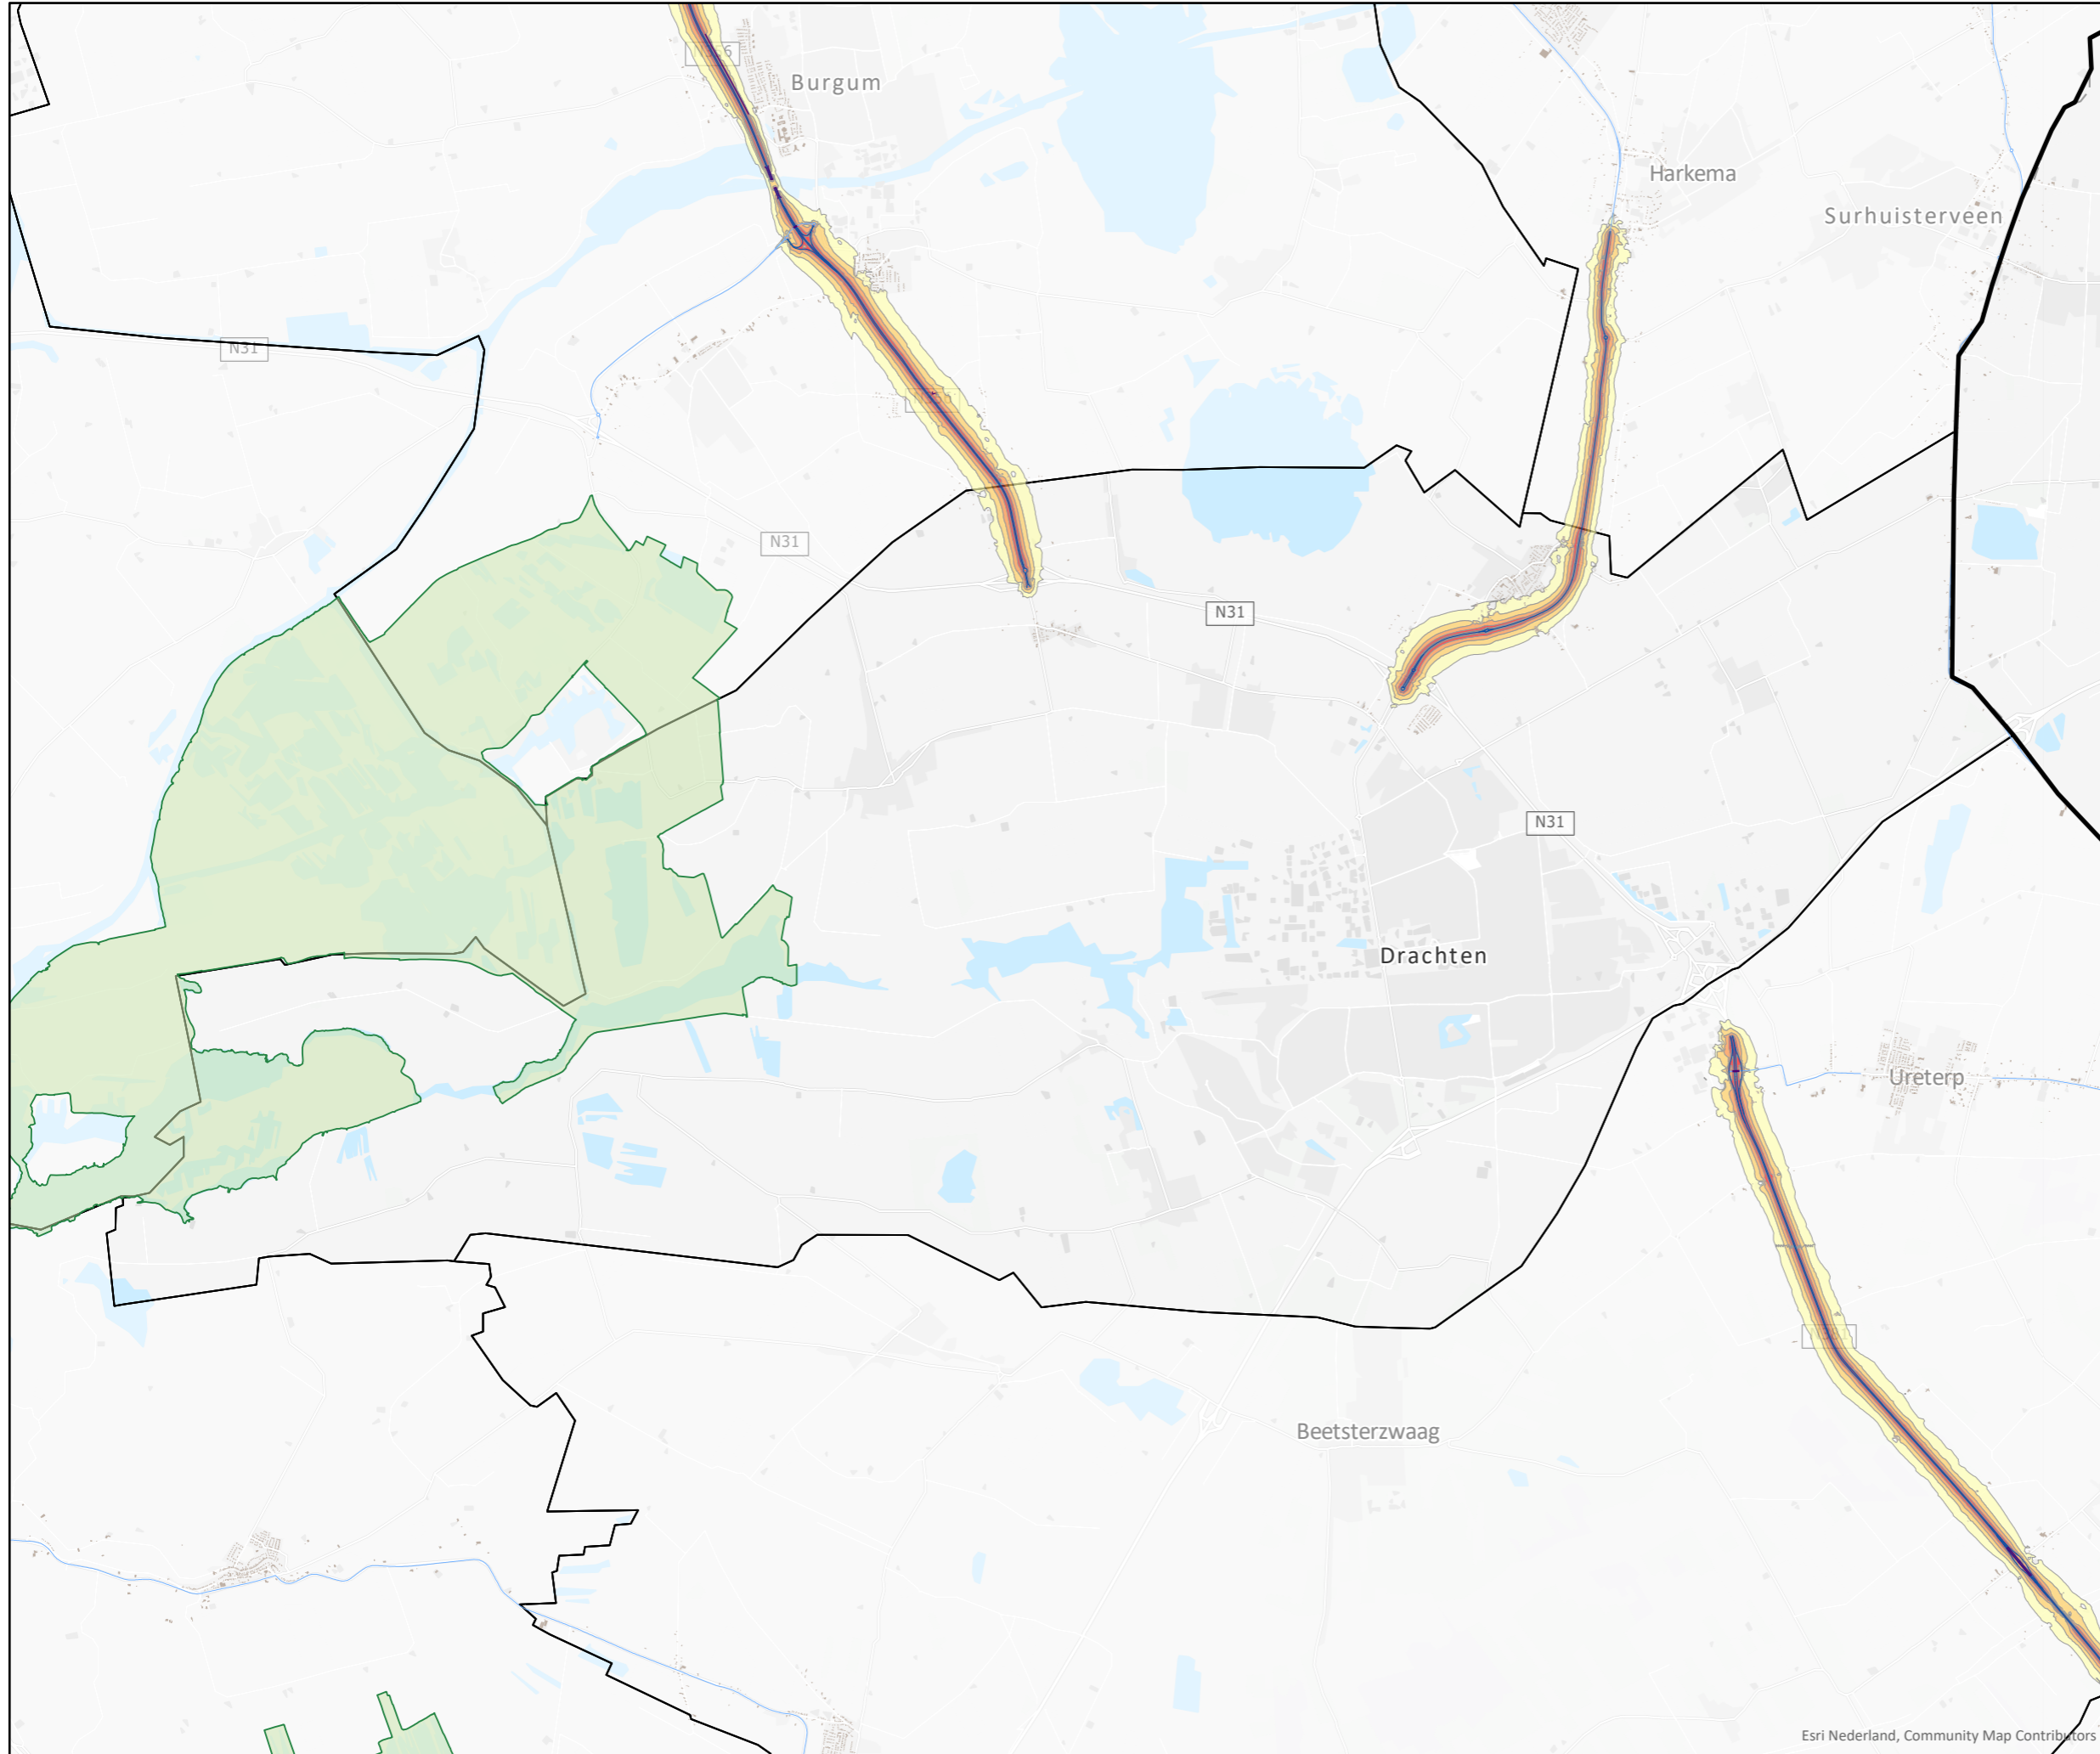 Burgum
Harkema
Surhuisterveen
N31
N31
N31
N31
Drachten
Ureterp
Beetsterzwaag
Esri Nederland, Community Map Contributors